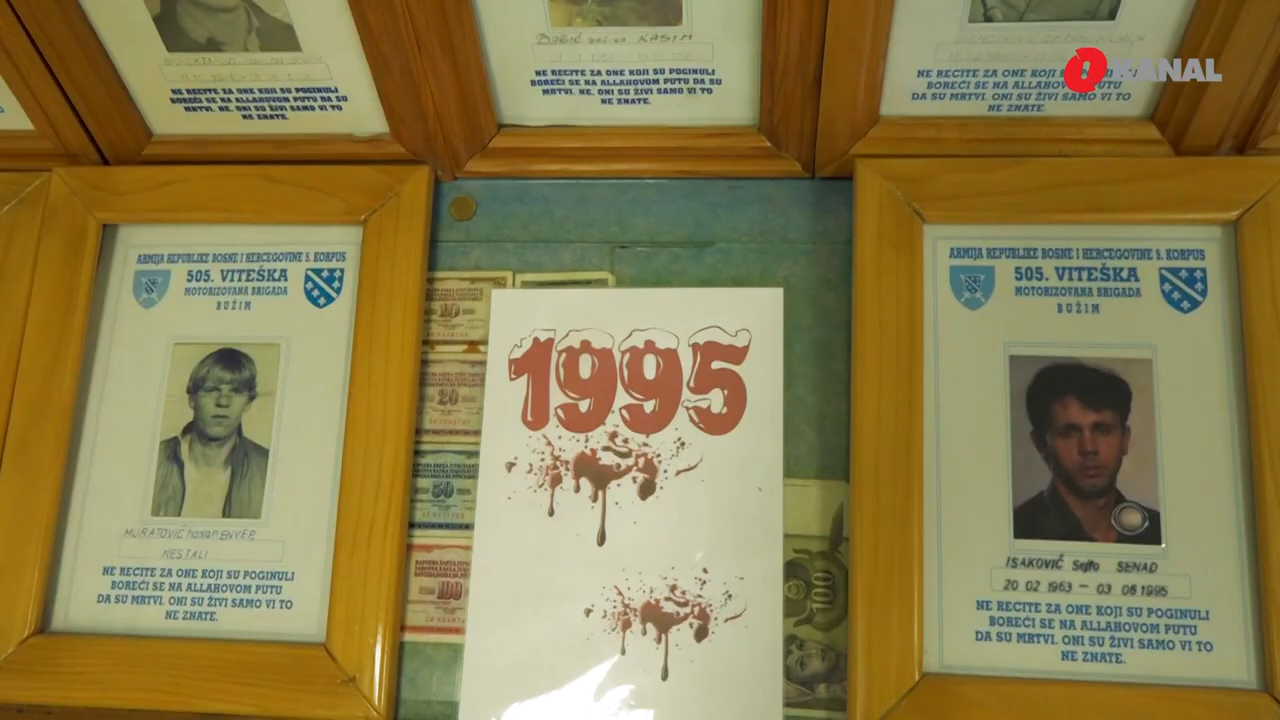 BAŠIĆ KASIM
NE RECITE ZA ONE KOJI SU POGINULI
BOREĆI SE NA ALLAHOVOM PUTU DA SU
MRTVI. NE, ONI SU ŽIVI SAMO VI TO
NE ZNATE.
NE RECITE ZA ONE KOJI SU POGINULI
BOREĆI SE NA ALLAHOVOM PUTU DA SU
MRTVI. NE, ONI SU ŽIVI SAMO VI TO
NE ZNATE.
NE RECITE ZA ONE KOJI
BOREĆI SE NA ALLAHOVOM PUTU
DA SU MRTVI. ONI SU ŽIVI SAMO VI TO
NE ZNATE.
KANAL
ARMIJA REPUBLIKE BOSNE I HERCEGOVINE 5. KORPUS
505. VITEŠKA
MOTORIZOVANA BRIGADA
BUŽIM
MURATOVIĆ hasan ENVER
NESTALI
NE RECITE ZA ONE KOJI SU POGINULI
BOREĆI SE NA ALLAHOVOM PUTU
DA SU MRTVI. ONI SU ŽIVI SAMO VI TO
NE ZNATE.
10
20
50
100
1995
100
ARMIJA REPUBLIKE BOSNE I HERCEGOVINE 5. KORPUS
505. VITEŠKA
MOTORIZOVANA BRIGADA
BUŽIM
ISAKOVIĆ Sejfo SENAD
20 02 1963 — 03 06 1995
NE RECITE ZA ONE KOJI SU POGINULI
BOREĆI SE NA ALLAHOVOM PUTU
DA SU MRTVI. ONI SU ŽIVI SAMO VI TO
NE ZNATE.